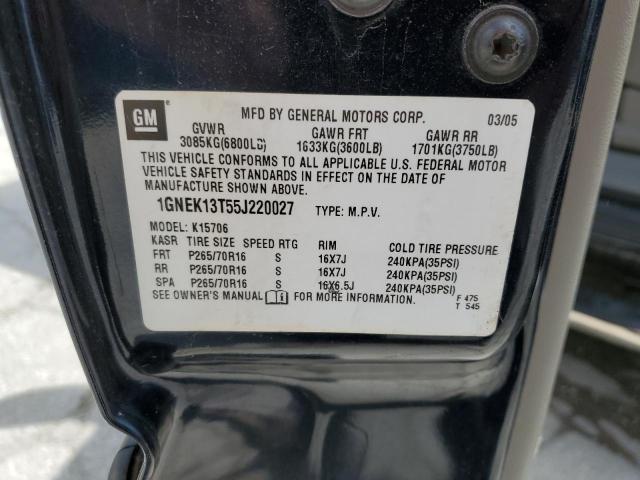 GM
MFD BY GENERAL MOTORS CORP. 03/05
GVWR GAWR FRT GAWR RR
3085KG(6800LB) 1633KG(3600LB) 1701KG(3750LB)
THIS VEHICLE CONFORMS TO ALL APPLICABLE U.S. FEDERAL MOTOR
VEHICLE SAFETY STANDARDS IN EFFECT ON THE DATE OF
MANUFACTURE SHOWN ABOVE.
1GNEK13T55J220027 TYPE: M.P.V.
MODEL: K15706
KASR TIRE SIZE SPEED RTG RIM COLD TIRE PRESSURE
FRT P265/70R16 S 16X7J 240KPA(35PSI)
RR P265/70R16 S 16X7J 240KPA(35PSI)
SPA P265/70R16 S 16X6.5J 240KPA(35PSI)
SEE OWNER'S MANUAL FOR MORE INFORMATION.
F 475
T 545